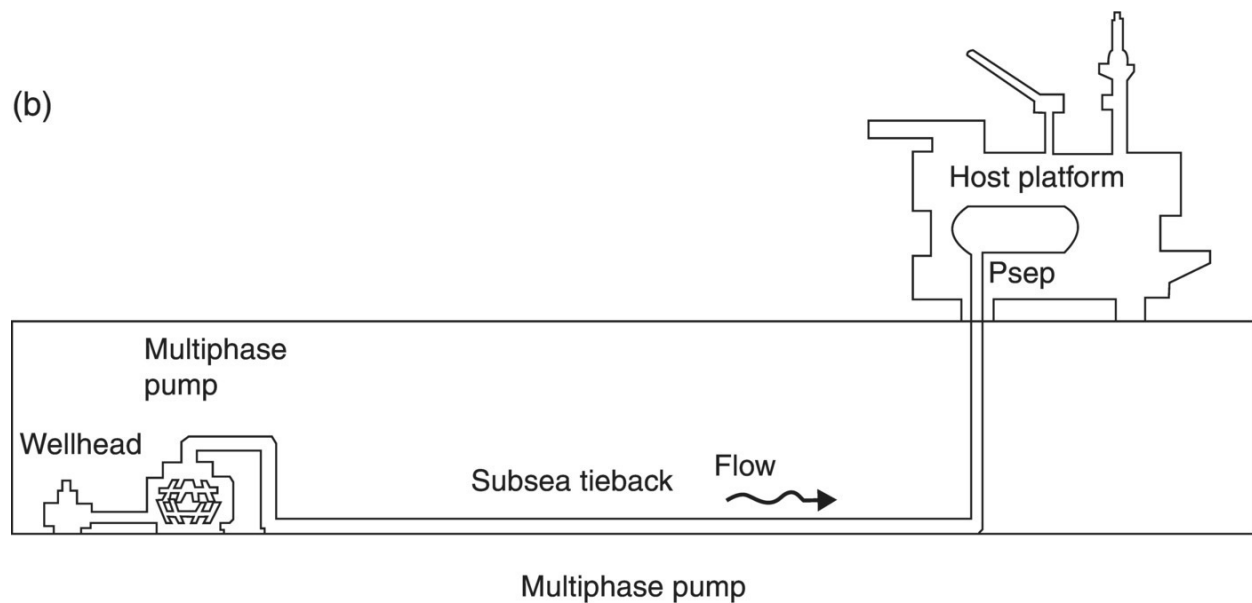 (b)
Host platform
Psep
Multiphase
pump
Wellhead
Subsea tieback
Flow
Multiphase pump